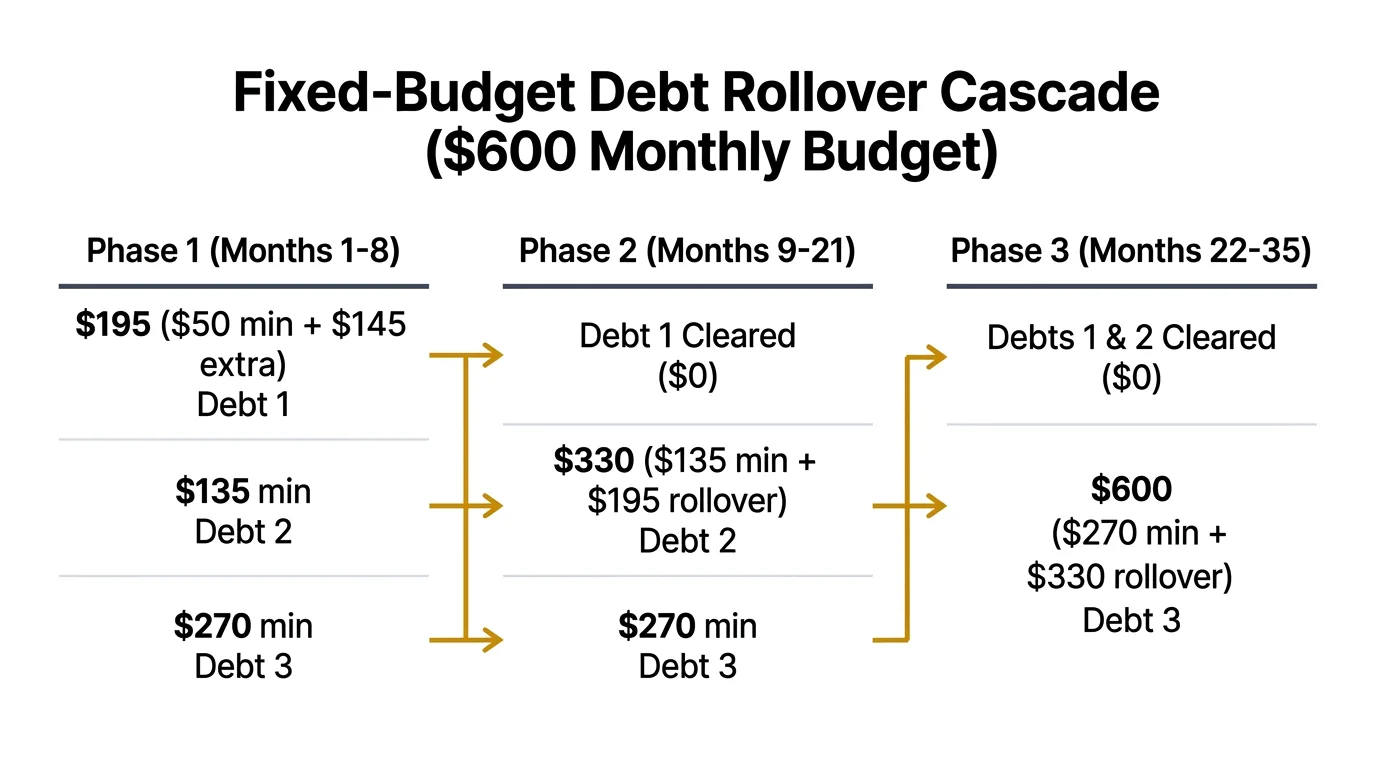 Fixed-Budget Debt Rollover Cascade
($600 Monthly Budget)
Phase 1 (Months 1-8)
$195 ($50 min + $145
extra)
Debt 1
$135 min
Debt 2
$270 min
Debt 3
Phase 2 (Months 9-21)
Debt 1 Cleared
($0)
$330 ($135 min +
$195 rollover)
Debt 2
$270 min
Debt 3
Phase 3 (Months 22-35)
Debts 1 & 2 Cleared
($0)
$600
($270 min +
$330 rollover)
Debt 3